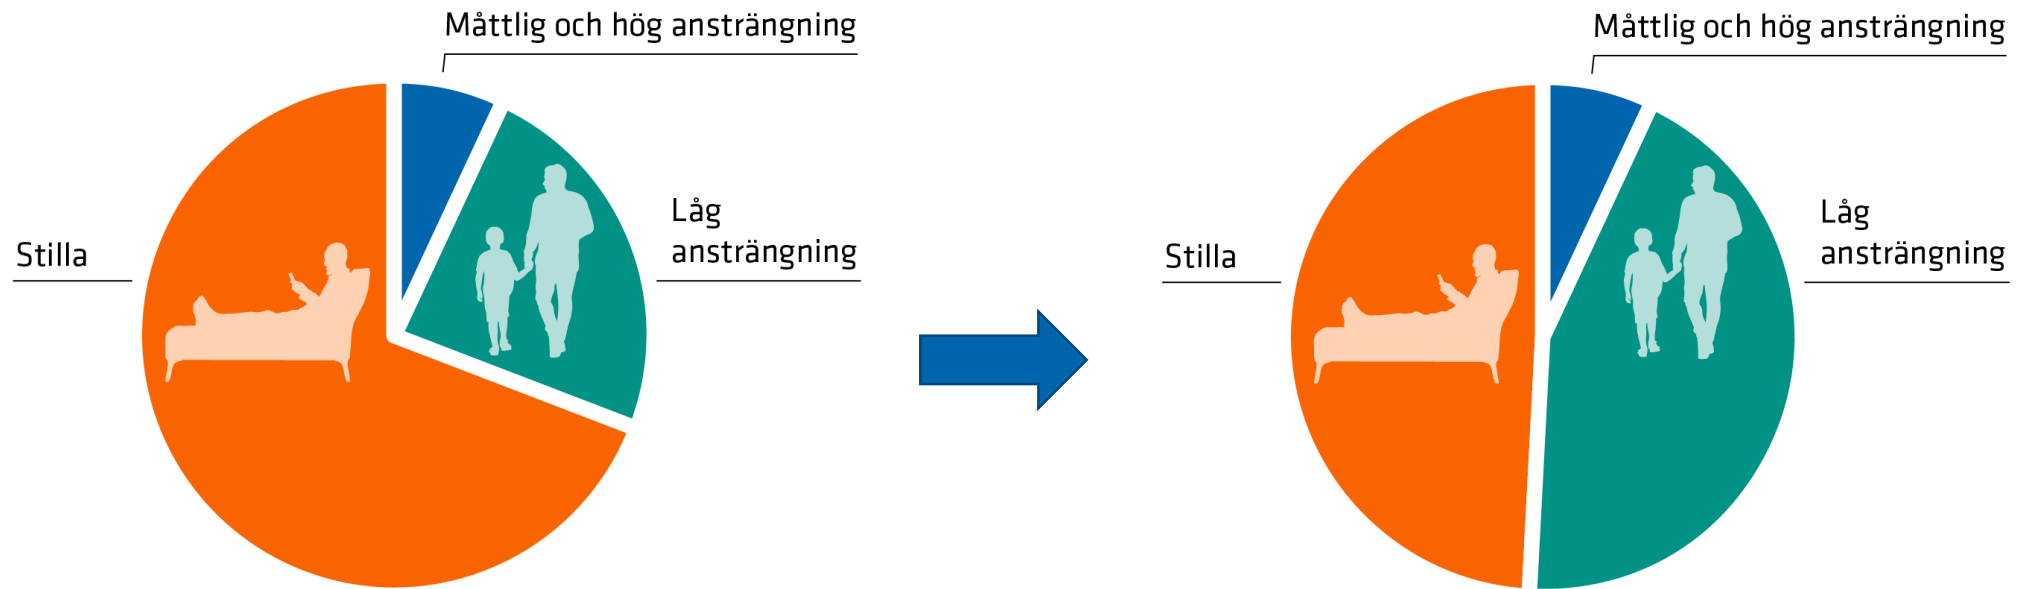 Måttlig och hög ansträngning
Stilla
Låg
ansträngning
Måttlig och hög ansträngning
Stilla
Låg
ansträngning